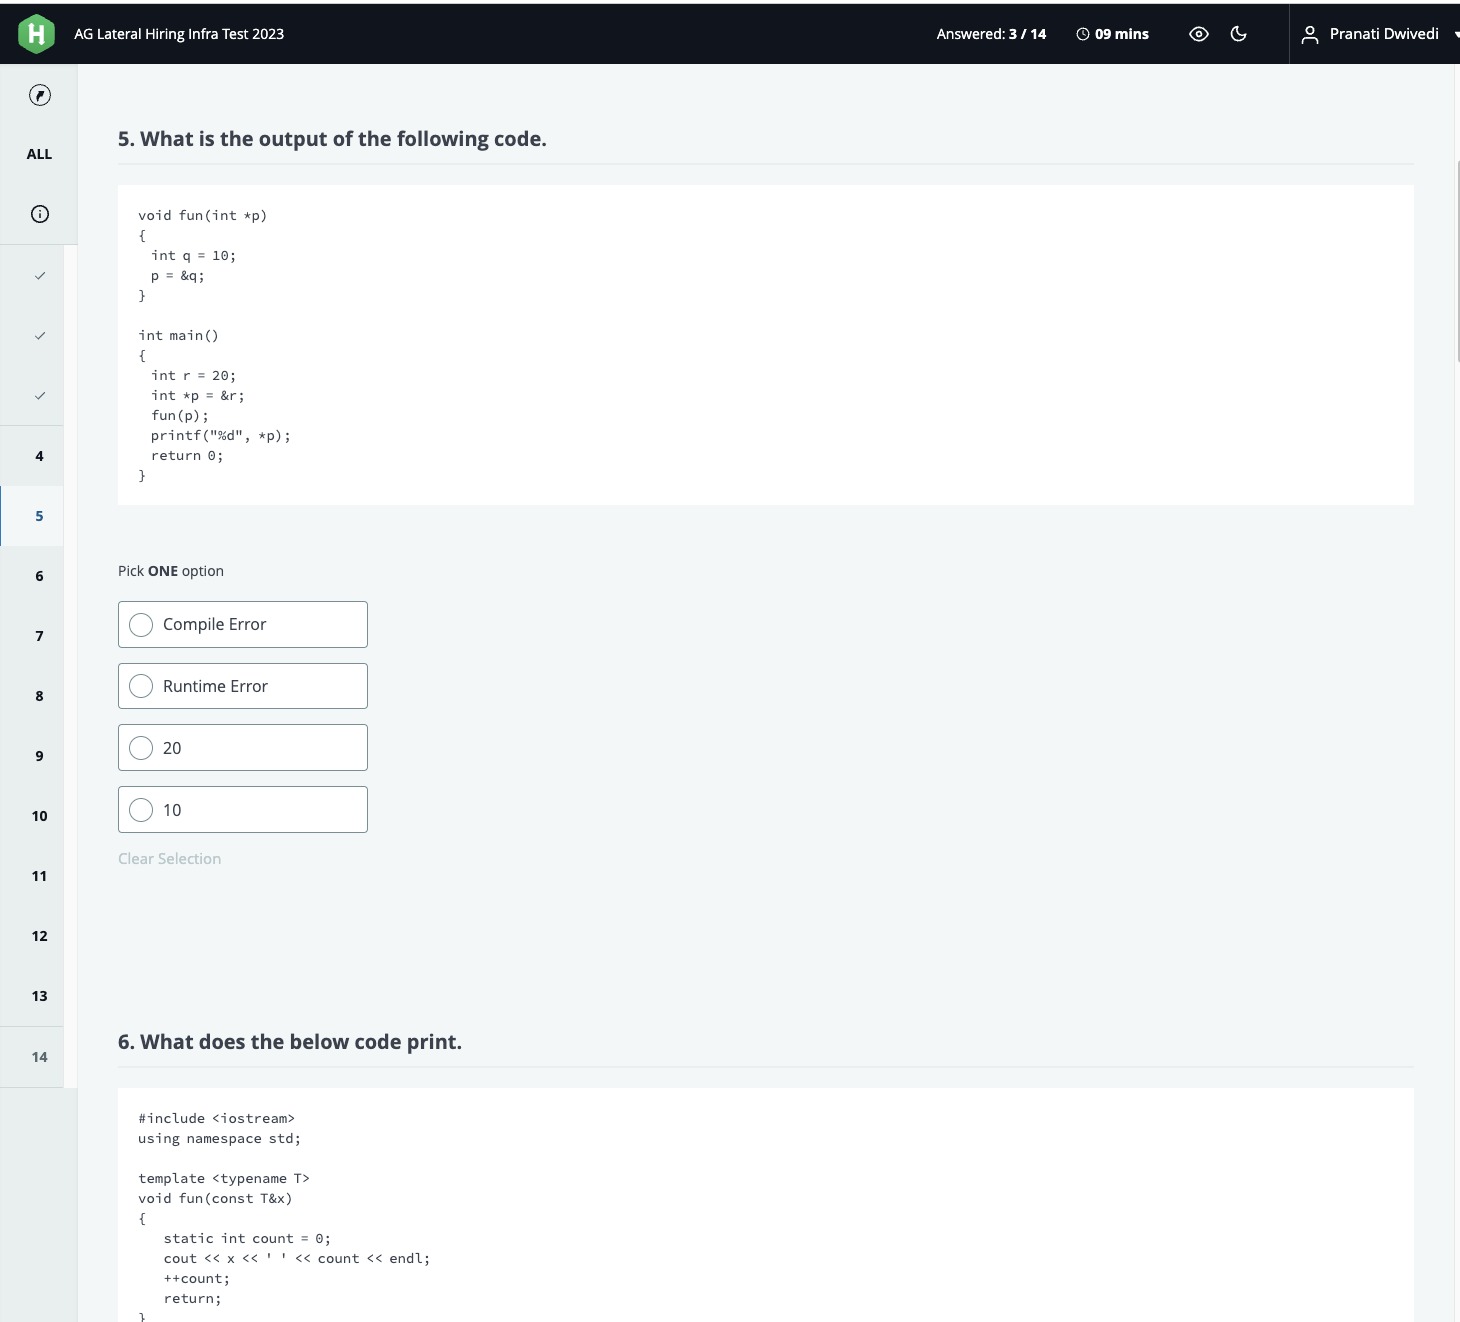 AG Lateral Hiring Infra Test 2023
Answered: 3 / 14
09 mins
Pranati Dwivedi
ALL
4
5
6
7
8
9
10
11
12
13
14
5. What is the output of the following code.
void fun(int *p)
{
  int q = 10;
  p = &q;
}

int main()
{
  int r = 20;
  int *p = &r;
  fun(p);
  printf("%d", *p);
  return 0;
}
Pick ONE option
Compile Error
Runtime Error
20
10
Clear Selection
6. What does the below code print.
#include <iostream>
using namespace std;

template <typename T>
void fun(const T&x)
{
   static int count = 0;
   cout << x << ' ' << count << endl;
   ++count;
   return;
}